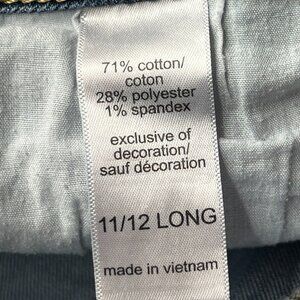 71% cotton/
coton
28% polyester
1% spandex
exclusive of
decoration/
sauf décoration
11/12 LONG
made in vietnam